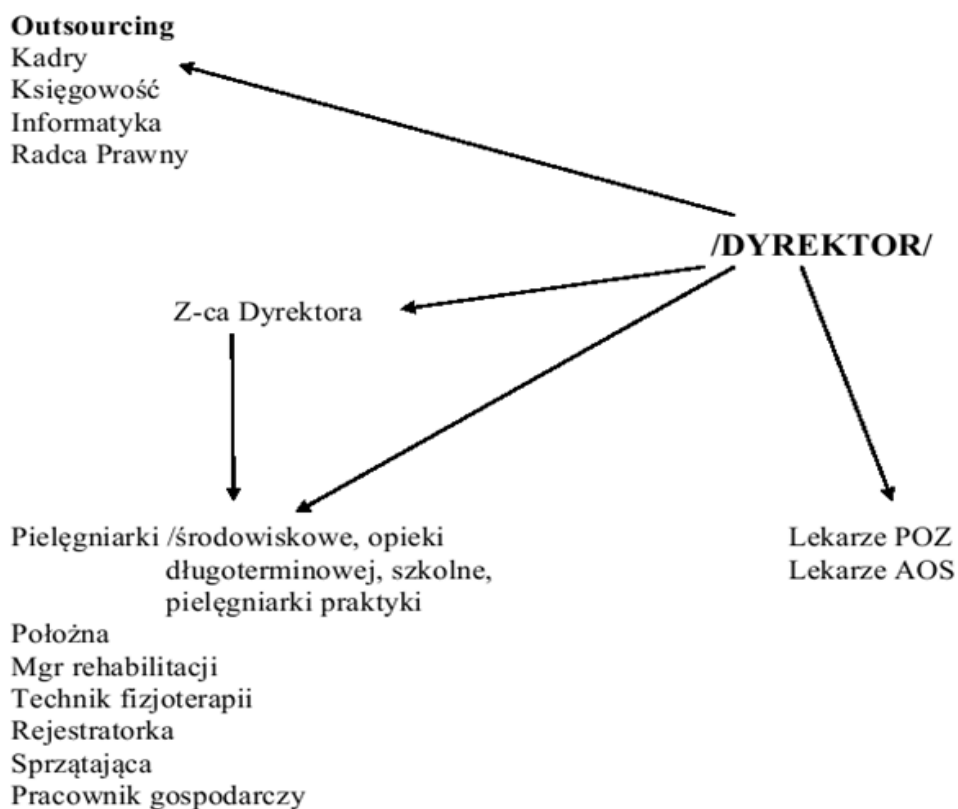 Outsourcing
Kadry
Księgowość
Informatyka
Radca Prawny
/DYREKTOR/
Z-ca Dyrektora
Pielęgniarki /środowiskowe, opieki
długoterminowej, szkolne,
pielęgniarki praktyki
Położna
Mgr rehabilitacji
Technik fizjoterapii
Rejestratorka
Sprzątająca
Pracownik gospodarczy
Lekarze POZ
Lekarze AOS